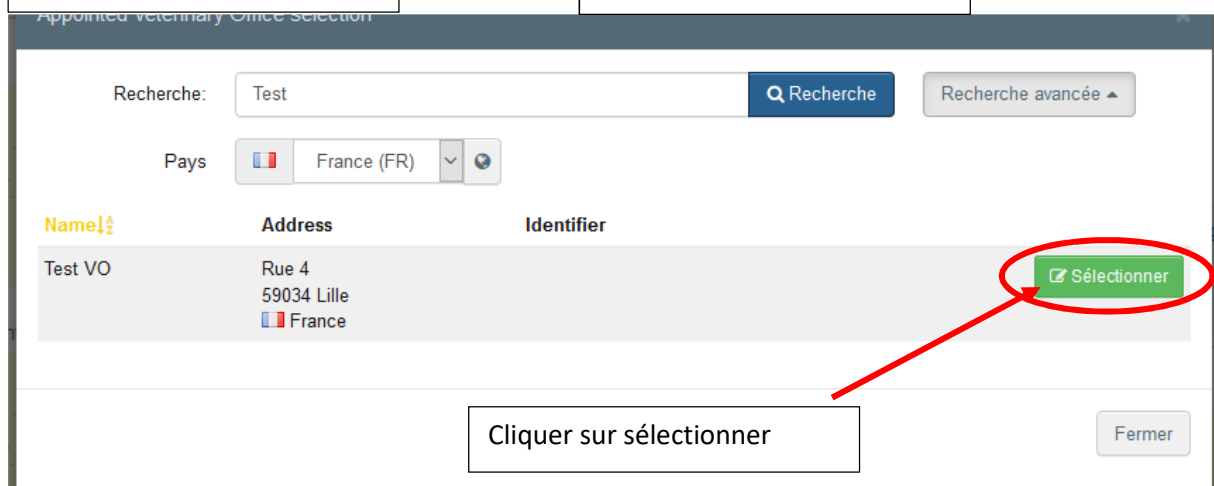 Appointed Veterinary Office Selection
Recherche: Test Recherche Recherche avancée
Pays France (FR)
Name Address Identifier
Test VO Rue 4 Sélectionner
59034 Lille
France
Cliquer sur sélectionner
Fermer